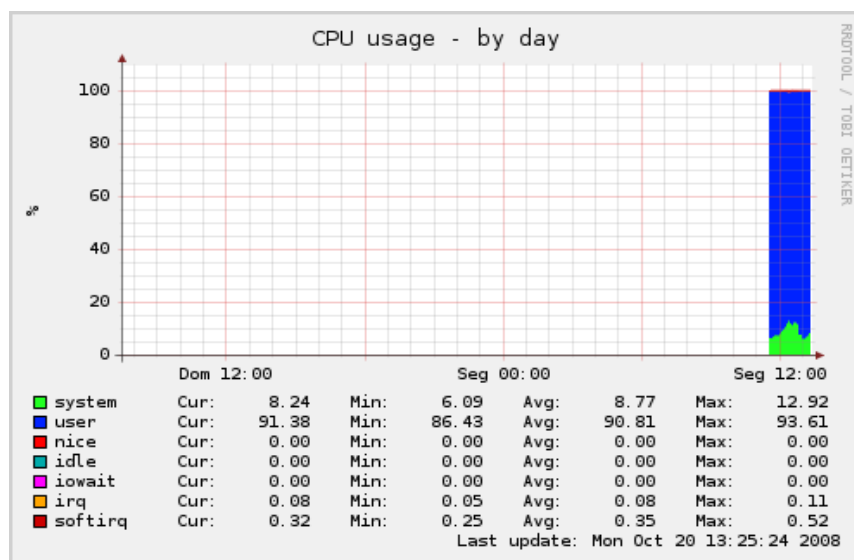 CPU usage - by day
RRDTOOL / TOBI OETIKER
100
80
60
40
20
0
%
Dom 12:00 Seg 00:00 Seg 12:00
system Cur: 8.24 Min: 6.09 Avg: 8.77 Max: 12.92
user Cur: 91.38 Min: 86.43 Avg: 90.81 Max: 93.61
nice Cur: 0.00 Min: 0.00 Avg: 0.00 Max: 0.00
idle Cur: 0.00 Min: 0.00 Avg: 0.00 Max: 0.00
iowait Cur: 0.00 Min: 0.00 Avg: 0.00 Max: 0.00
irq Cur: 0.08 Min: 0.05 Avg: 0.08 Max: 0.11
softirq Cur: 0.32 Min: 0.25 Avg: 0.35 Max: 0.52
Last update: Mon Oct 20 13:25:24 2008